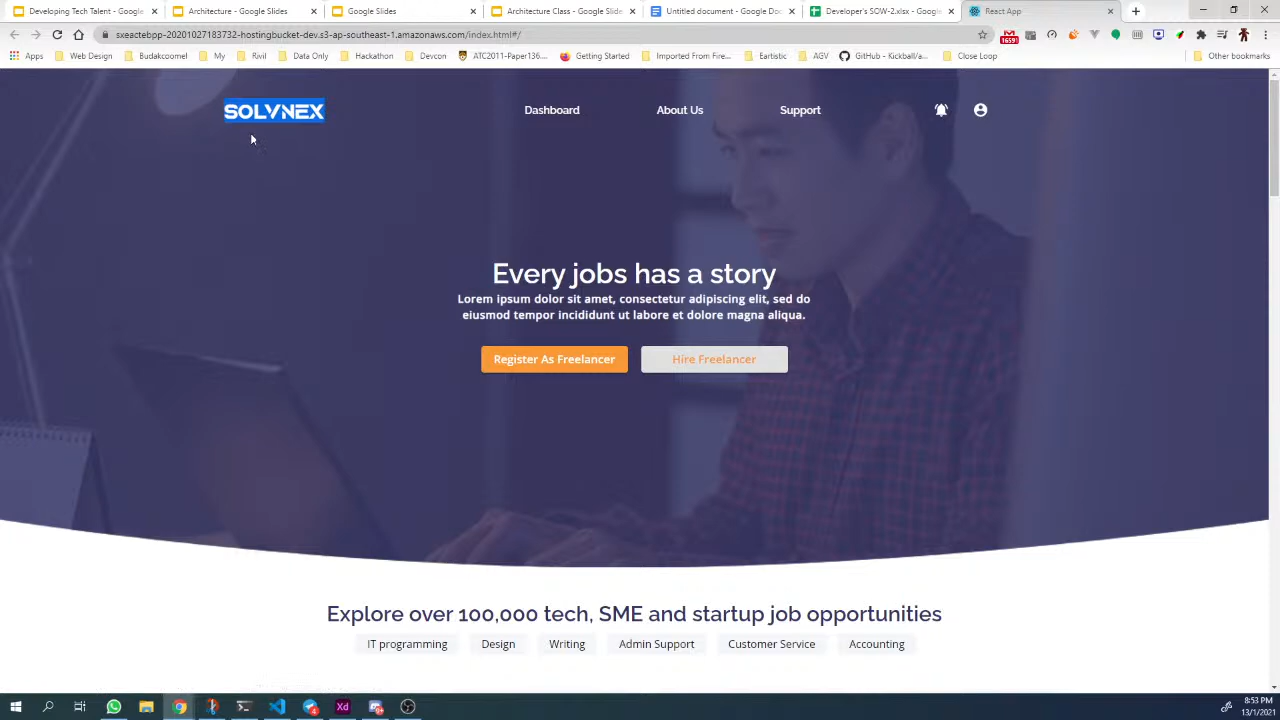 Developing Tech Talent - Google
Architecture - Google Slides
Google Slides
Architecture Class - Google Slide
Untitled document - Google Doc
Developer's SOW-2.xlsx - Google
React App
sveactebpp-20201027183732-hostingbucket-dev.s3-ap-southeast-1.amazonaws.com/index.html#/
16591
Apps
Web Design
Budakcoomel
My
Rivil
Data Only
Hackathon
Devcon
ATC2011-Paper136...
Getting Started
Imported From Fire...
Eartistic
AGV
GitHub - Kickball/a...
Close Loop
Other bookmarks
SOLVNEX
Dashboard
About Us
Support
Every jobs has a story
Lorem ipsum dolor sit amet, consectetur adipiscing elit, sed do
eiusmod tempor incididunt ut labore et dolore magna aliqua.
Register As Freelancer
Hire Freelancer
Explore over 100,000 tech, SME and startup job opportunities
IT programming
Design
Writing
Admin Support
Customer Service
Accounting
8:53 PM
13/1/2021